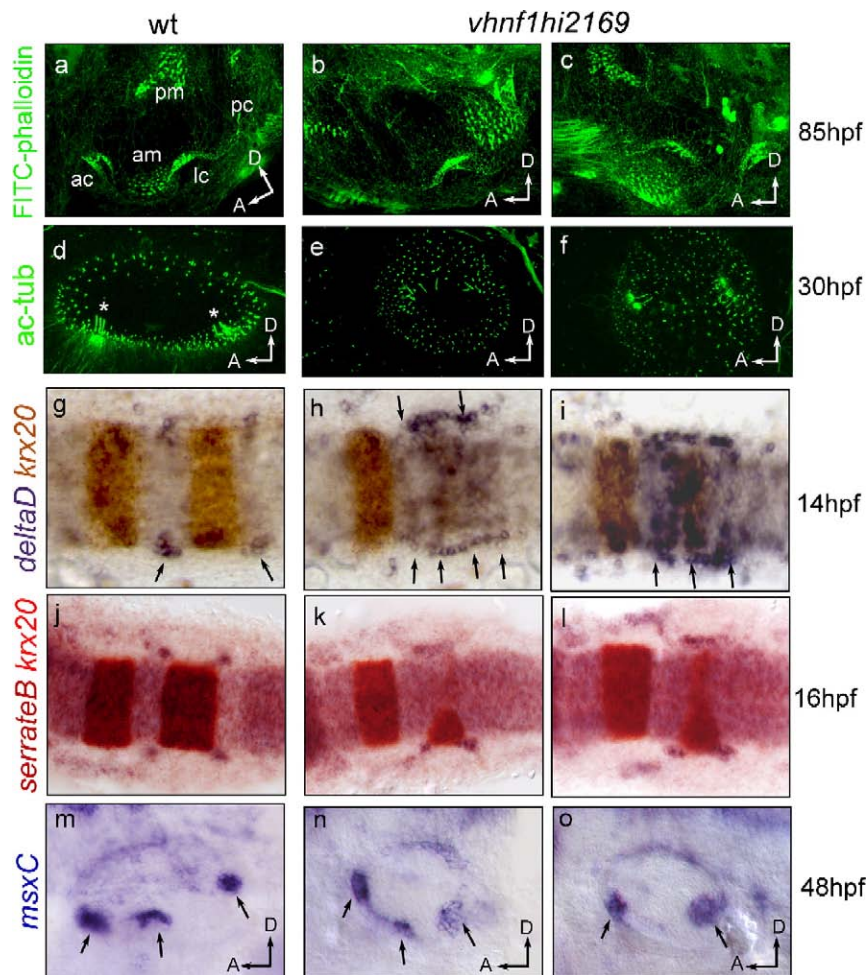 wt vhnf1hi2169
FITC-phalloidin a pm pc am ac lc D A b D A c D A 85hpf
ac-tub d * * D A e D A f D A 30hpf
deltaD krx20 g h i 14hpf
serrateB krx20 j k l 16hpf
msxC m D A n D A o D A 48hpf